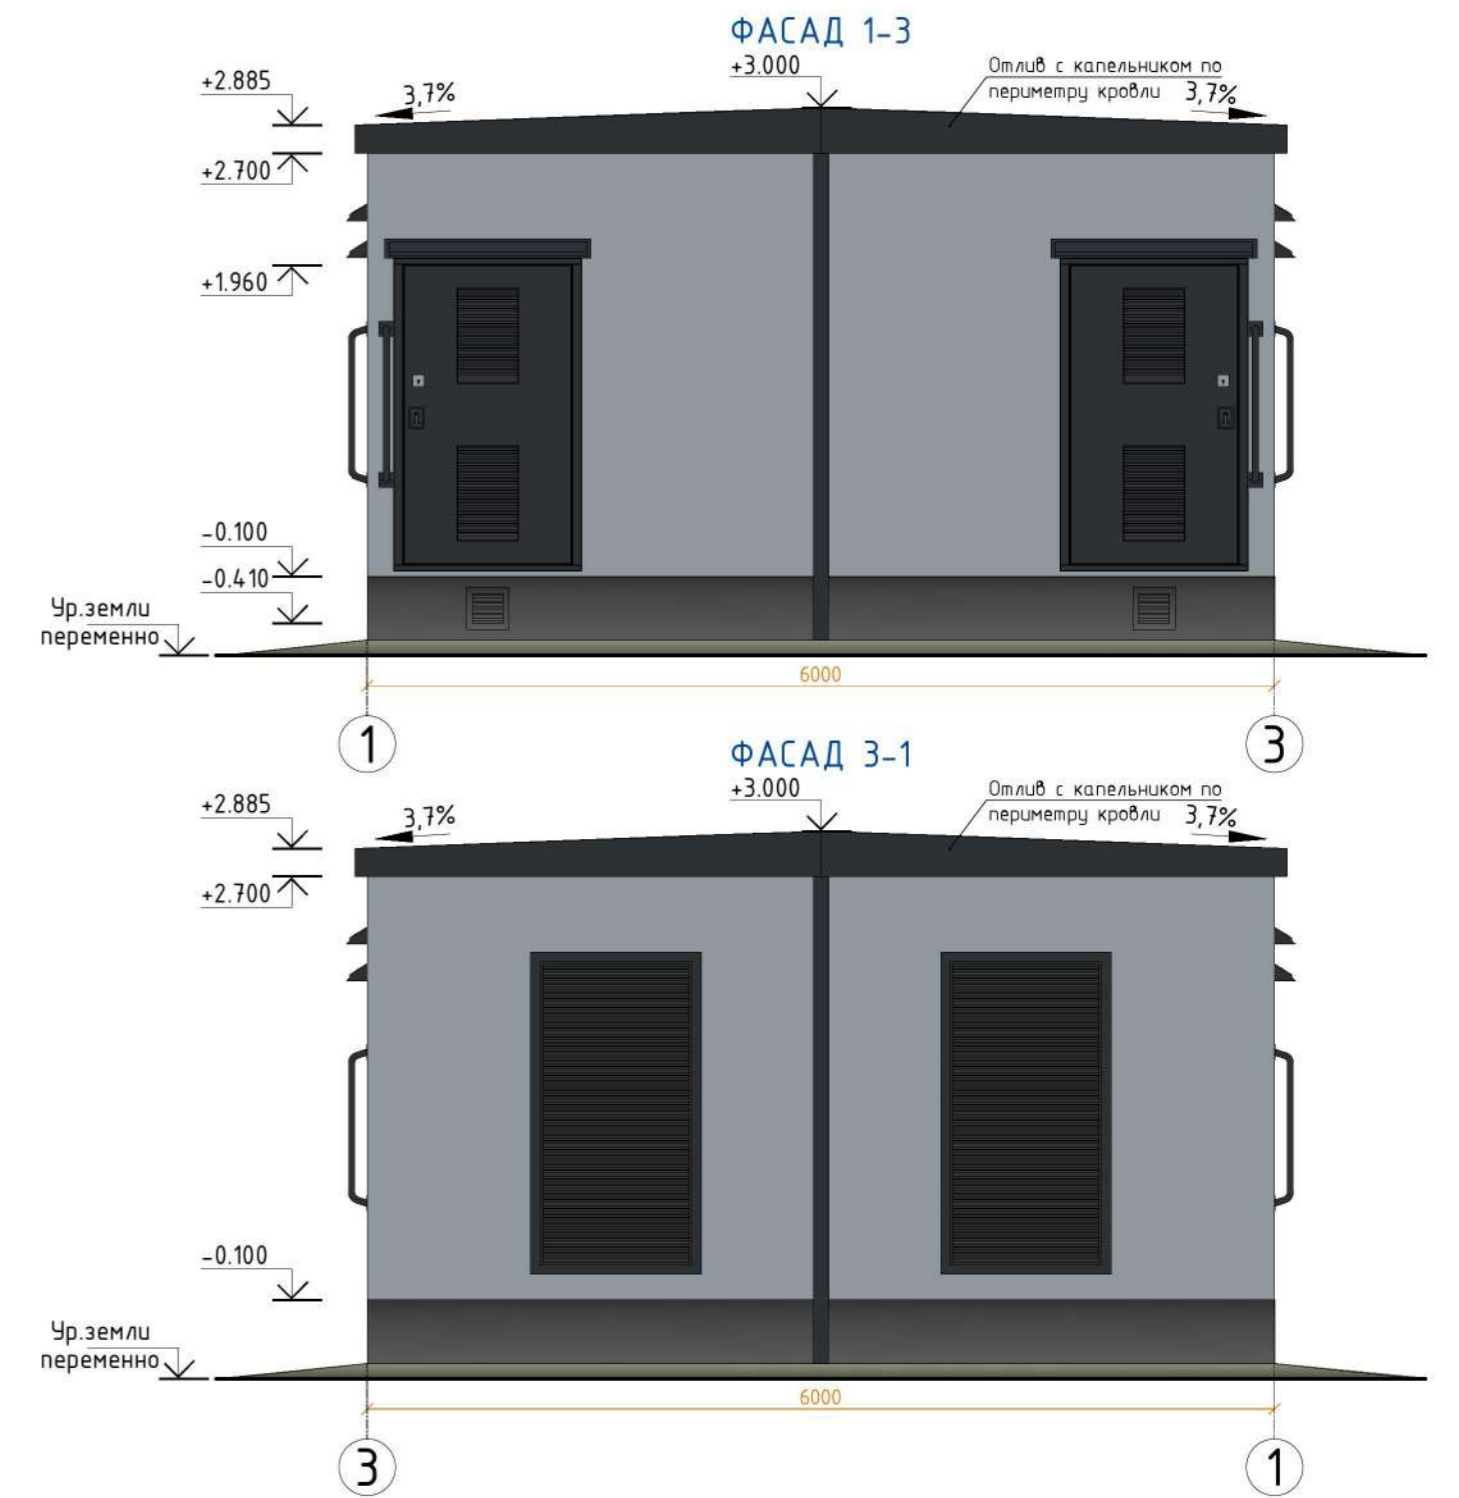 ФАСАД 1-3
+3.000
Отлив с капельником по
периметру кровли
+2.885
3,7%
3,7%
+2.700
+1.960
-0.100
-0.410
Ур.земли
переменно
6000
1
3
ФАСАД 3-1
+3.000
Отлив с капельником по
периметру кровли
+2.885
3,7%
3,7%
+2.700
-0.100
Ур.земли
переменно
6000
3
1